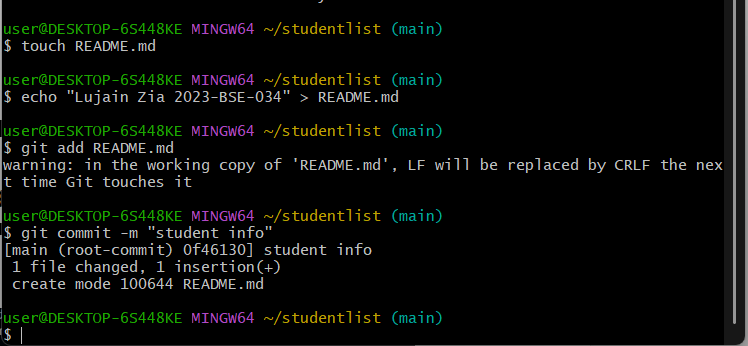 user@DESKTOP-6S448KE MINGW64 ~/studentlist (main)
$ touch README.md
user@DESKTOP-6S448KE MINGW64 ~/studentlist (main)
$ echo "Lujain Zia 2023-BSE-034" > README.md
user@DESKTOP-6S448KE MINGW64 ~/studentlist (main)
$ git add README.md
warning: in the working copy of 'README.md', LF will be replaced by CRLF the nex
t time Git touches it
user@DESKTOP-6S448KE MINGW64 ~/studentlist (main)
$ git commit -m "student info"
[main (root-commit) 0f46130] student info
 1 file changed, 1 insertion(+)
 create mode 100644 README.md
user@DESKTOP-6S448KE MINGW64 ~/studentlist (main)
$